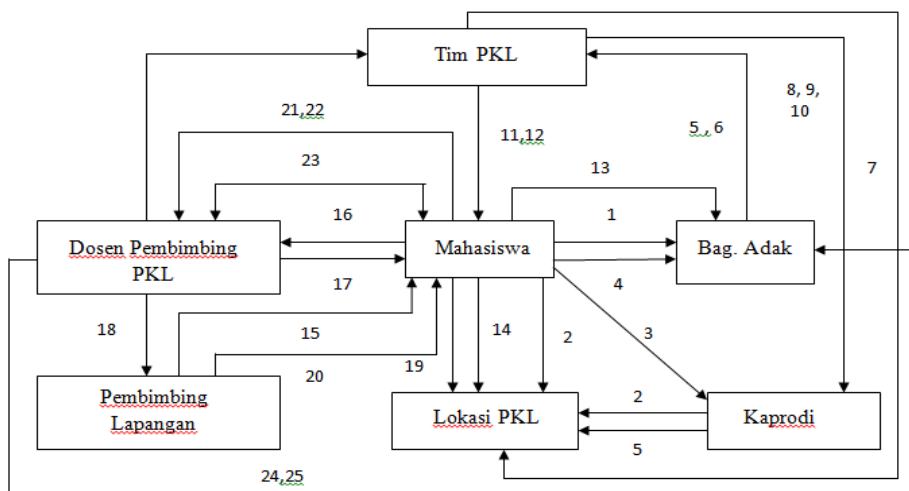 Tim PKL
8, 9,
10
21,22
11,12
5 , 6
7
23
13
16
1
Dosen Pembimbing
PKL
Mahasiswa
Bag. Adak
17
4
18
15
14
2
3
20
19
Pembimbing
Lapangan
Lokasi PKL
2
Kaprodi
5
24,25